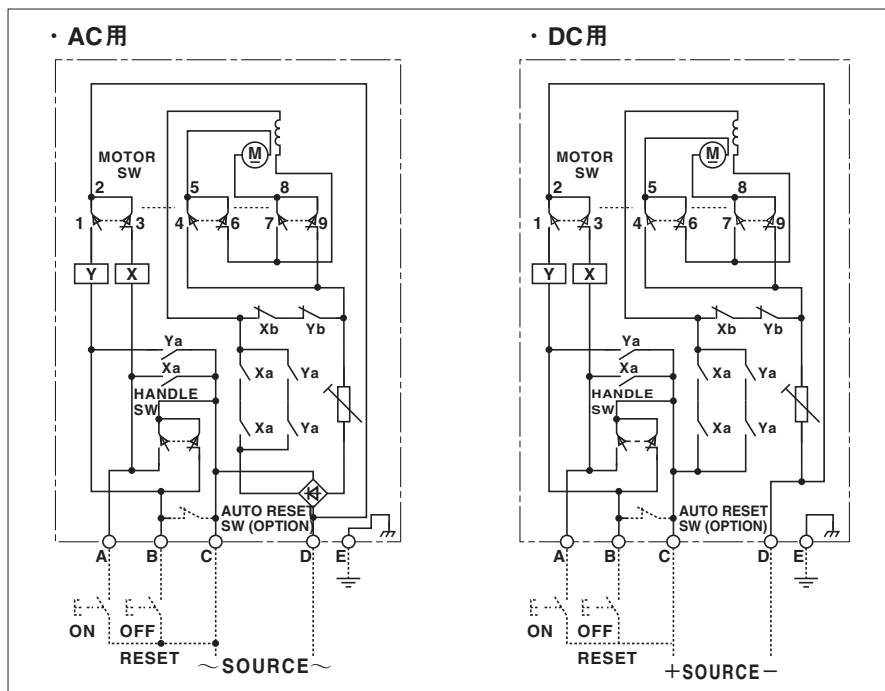 ・AC用
MOTOR
SW
2
5
8
M
1
3
4
6
7
9
Y
X
Xb
Yb
Ya
Xa
HANDLE
SW
Xa
Ya
Xa
Ya
AUTO RESET
SW (OPTION)
A
B
C
D
E
ON
OFF
RESET
～SOURCE～
・DC用
MOTOR
SW
2
5
8
M
1
3
4
6
7
9
Y
X
Xb
Yb
Ya
Xa
HANDLE
SW
Xa
Ya
Xa
Ya
AUTO RESET
SW (OPTION)
A
B
C
D
E
ON
OFF
RESET
+SOURCE−